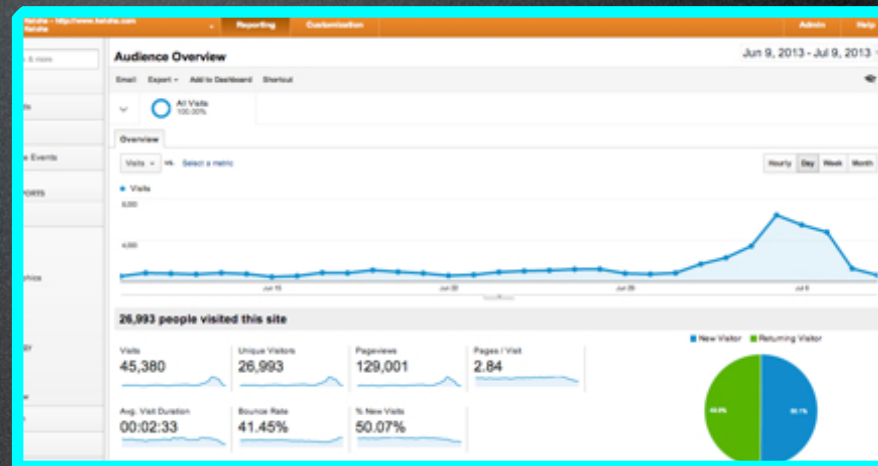 Reporting Customisation Admin Help
& more
Audience Overview
Jun 9, 2013 - Jul 9, 2013
Email Export Add to Dashboard Shortcut
All Visits
100.00%
Overview
e Events
Visits vs. Select a metric
Hourly Day Week Month
Visits
8,000
4,000
Jun 15 Jun 22 Jun 29 Jul 6
26,993 people visited this site
New Visitor Returning Visitor
Visits Unique Visitors Pageviews Pages / Visit
45,380 26,993 129,001 2.84
Avg. Visit Duration Bounce Rate % New Visits
00:02:33 41.45% 50.07%